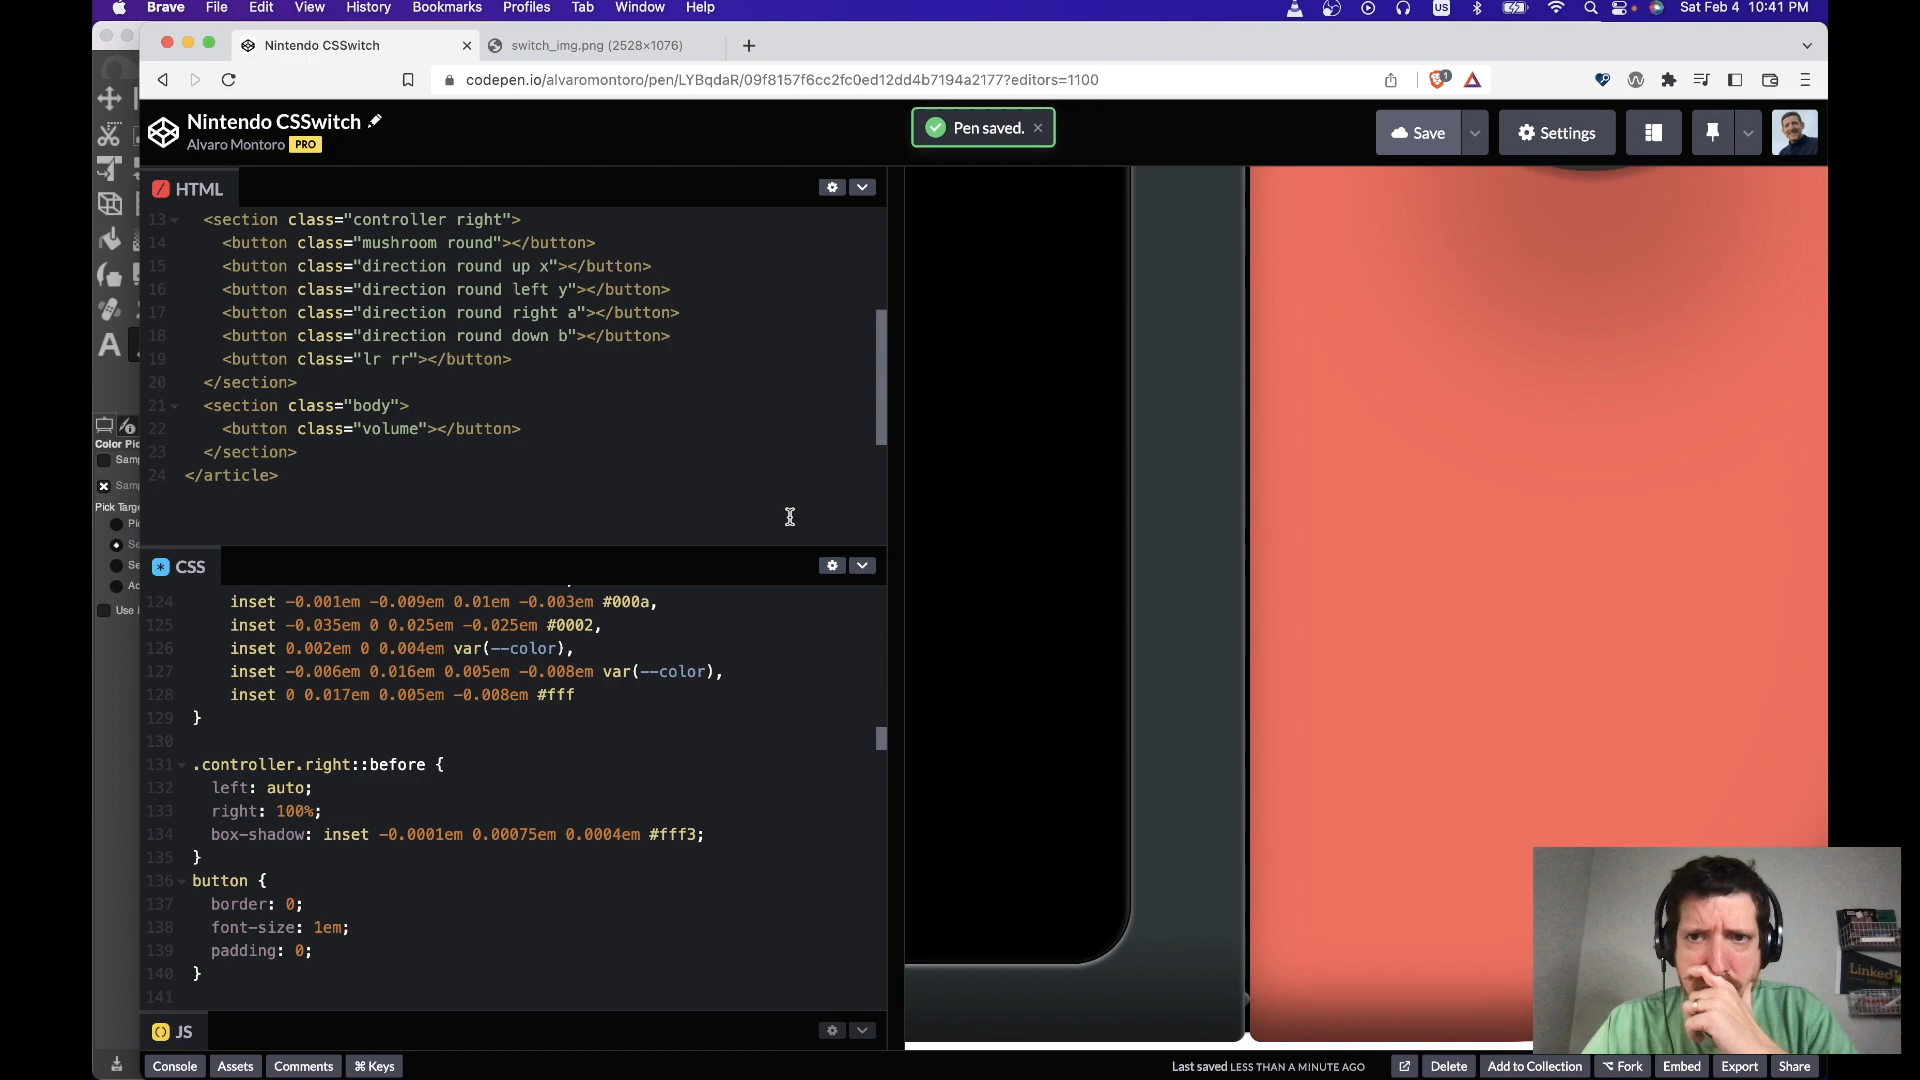 Brave File Edit View History Bookmarks Profiles Tab Window Help US Sat Feb 4 10:41 PM
Nintendo CSSwitch switch_img.png (2528×1076)
codepen.io/alvaromontoro/pen/LYBqdaR/09f8157f6cc2fc0ed12dd4b7194a2177?editors=1100 1
Nintendo CSSwitch
Alvaro Montoro PRO
Pen saved. ×
Save Settings
HTML
13 <section class="controller right">
14 <button class="mushroom round"></button>
15 <button class="direction round up x"></button>
16 <button class="direction round left y"></button>
17 <button class="direction round right a"></button>
18 <button class="direction round down b"></button>
19 <button class="lr rr"></button>
20 </section>
21 <section class="body">
22 <button class="volume"></button>
23 </section>
24 </article>
CSS
124 inset -0.001em -0.009em 0.01em -0.003em #000a,
125 inset -0.035em 0 0.025em -0.025em #0002,
126 inset 0.002em 0 0.004em var(--color),
127 inset -0.006em 0.016em 0.005em -0.008em var(--color),
128 inset 0 0.017em 0.005em -0.008em #fff
129 }
130
131 .controller.right::before {
132 left: auto;
133 right: 100%;
134 box-shadow: inset -0.0001em 0.00075em 0.0004em #fff3;
135 }
136 button {
137 border: 0;
138 font-size: 1em;
139 padding: 0;
140 }
141
JS
Color Pic
Samp
Samp
Pick Targe
Pic
Se
Se
Ad
Use
Linked
Console Assets Comments ⌘ Keys Last saved LESS THAN A MINUTE AGO Delete Add to Collection Fork Embed Export Share